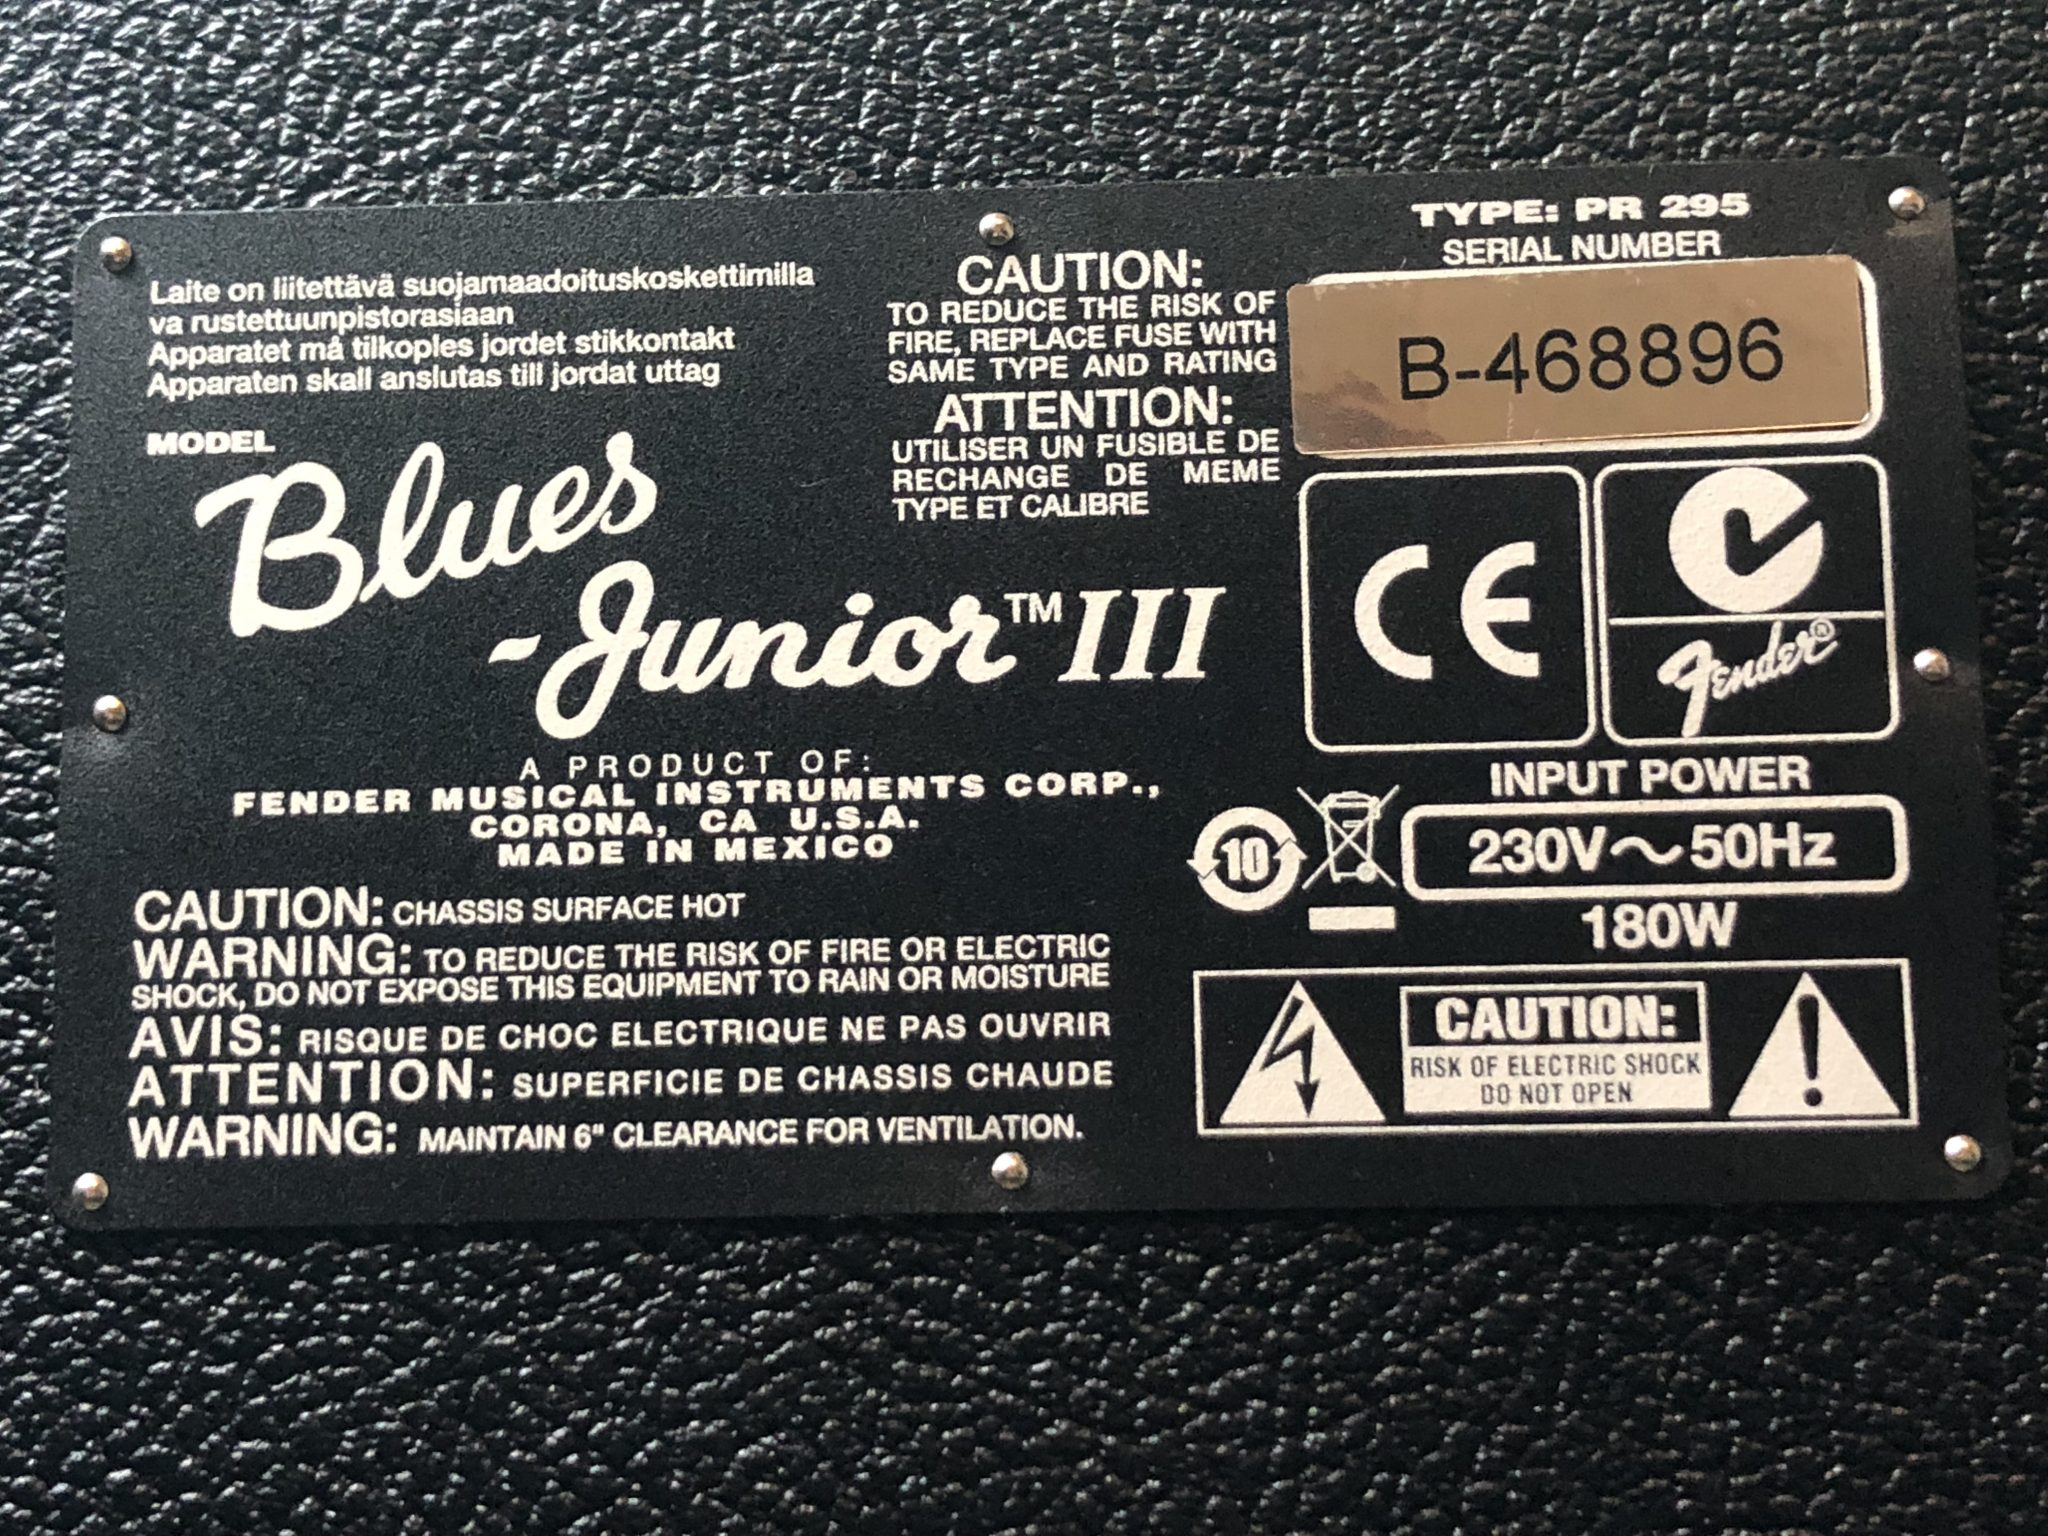 Laite on liitettävä suojamaadoituskoskettimilla
va rustettuunpistorasiaan
Apparatet må tilkoples jordet stikkontakt
Apparaten skall anslutas till jordat uttag
MODEL
Blues
Junior™ III
A PRODUCT OF:
FENDER MUSICAL INSTRUMENTS CORP.,
CORONA, CA U.S.A.
MADE IN MEXICO
CAUTION: CHASSIS SURFACE HOT
WARNING: TO REDUCE THE RISK OF FIRE OR ELECTRIC
SHOCK, DO NOT EXPOSE THIS EQUIPMENT TO RAIN OR MOISTURE
AVIS: RISQUE DE CHOC ELECTRIQUE NE PAS OUVRIR
ATTENTION: SUPERFICIE DE CHASSIS CHAUDE
WARNING: MAINTAIN 6" CLEARANCE FOR VENTILATION.
CAUTION:
TO REDUCE THE RISK OF
FIRE, REPLACE FUSE WITH
SAME TYPE AND RATING
ATTENTION:
UTILISER UN FUSIBLE DE
RECHANGE DE MEME
TYPE ET CALIBRE
TYPE: PR 295
SERIAL NUMBER
B-468896
CE
Fender®
INPUT POWER
10
230V~50Hz
180W
CAUTION:
RISK OF ELECTRIC SHOCK
DO NOT OPEN